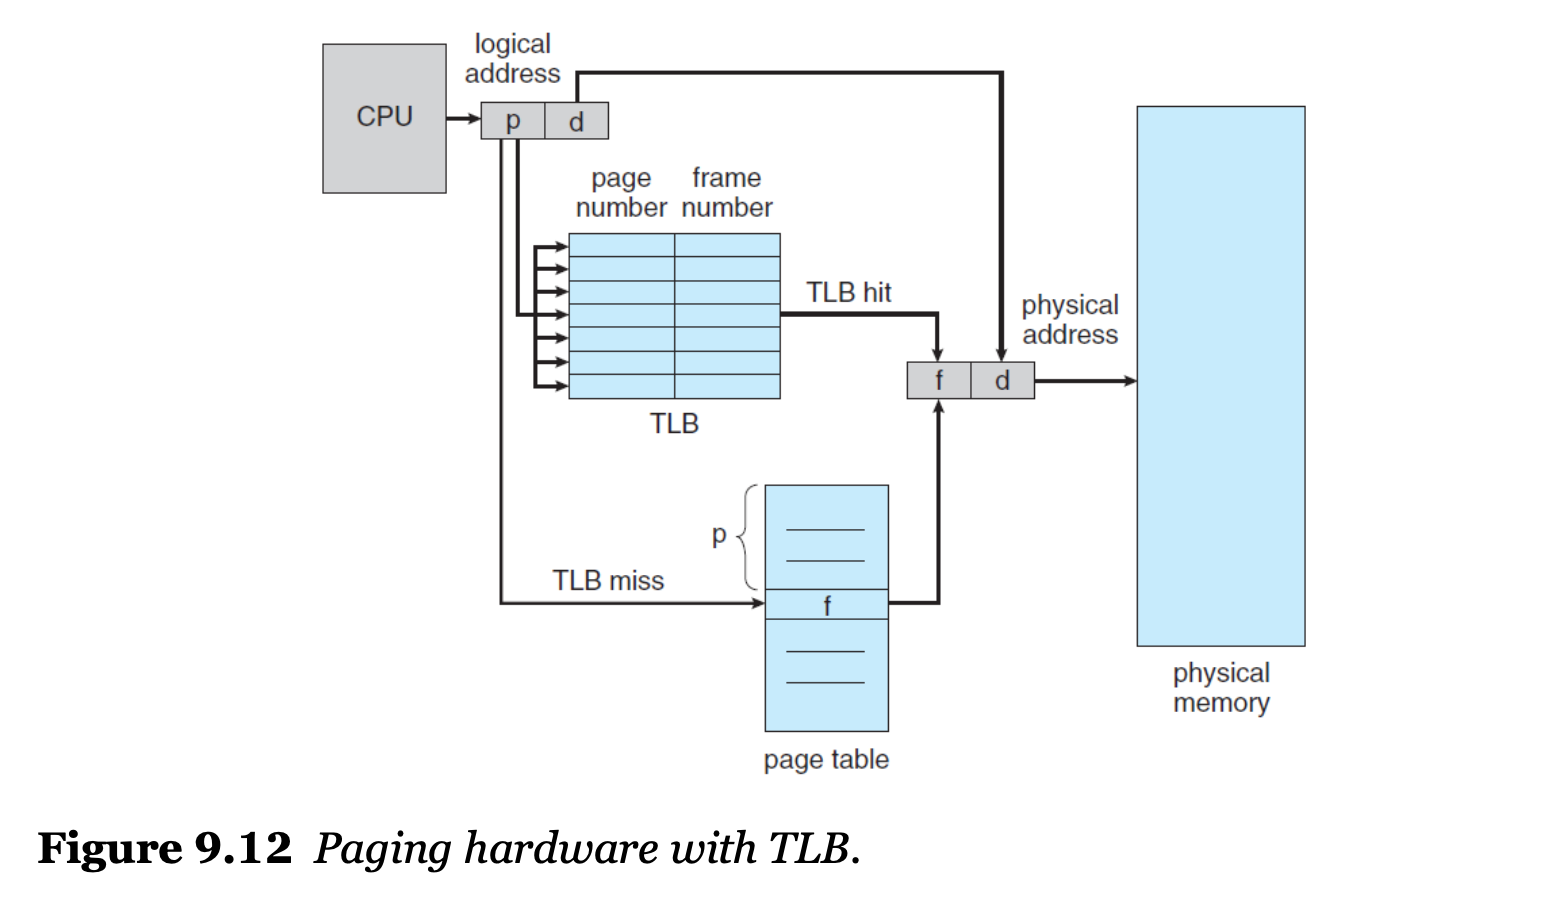 CPU
logical
address
p
d
page
number
frame
number
TLB hit
TLB
physical
address
f
d
p
TLB miss
f
page table
physical
memory
Figure 9.12 Paging hardware with TLB.